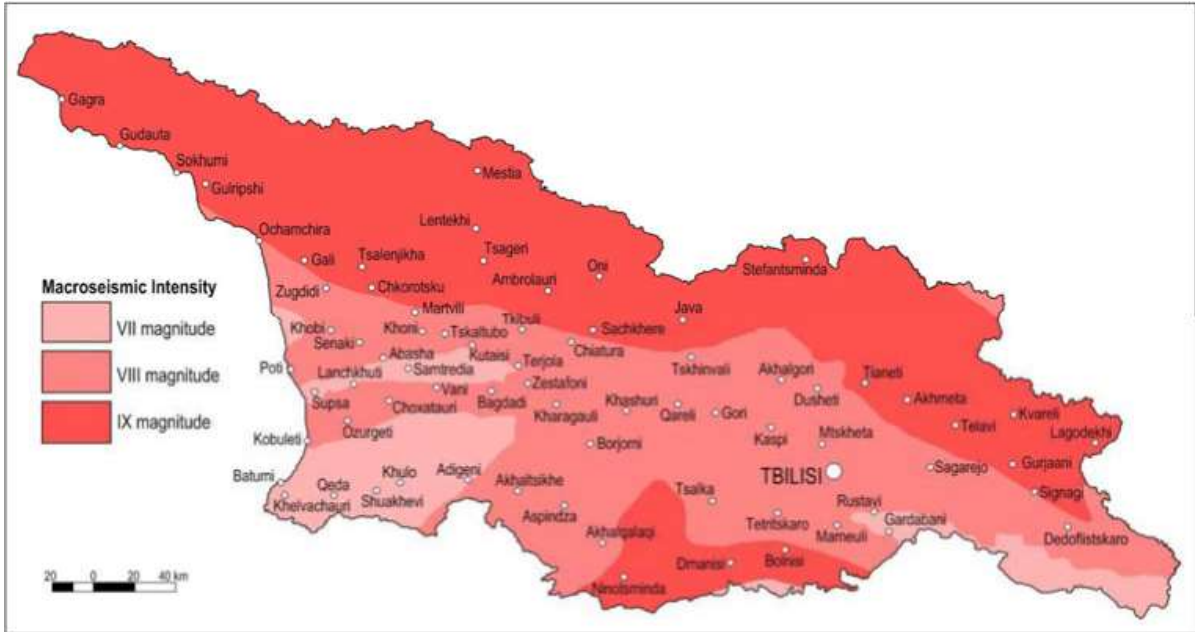 Gagra
Gudauta
Sokhumi
Gulripshi
Mestia
Ochamchira
Lentekhi
Gali
Tsalenjikha
Tsageri
Oni
Stefantsminda
Macroseismic Intensity
VII magnitude
VIII magnitude
IX magnitude
Zugdidi
Chkorotsku
Ambrolauri
Martvili
Java
Khobi
Khoni
Tskaltubo
Tkibuli
Sachkhere
Senaki
Abasha
Kutaisi
Chiatura
Poti
Lanchkhuti
Samtredia
Terjola
Tskhinvali
Akhalgori
Tianeti
Supsa
Vani
Zestafoni
Dusheti
Akhmeta
Kvareli
Choxatauri
Bagdadi
Kharagauli
Khashuri
Qareli
Gori
Telavi
Lagodekhi
Kobuleti
Ozurgeti
Borjomi
Kaspi
Mtskheta
Batumi
Khulo
Adigeni
Akhaltsikhe
TBILISI
Sagarejo
Gurjaani
Qeda
Shuakhevi
Tsalka
Signagi
Kheivachauri
Aspindza
Rustavi
Tetritskaro
Gardabani
Marneuli
Dedoflistskaro
Akhalqalaqi
Dmanisi
Bolnisi
Ninotsminda
20 0 20 40 km